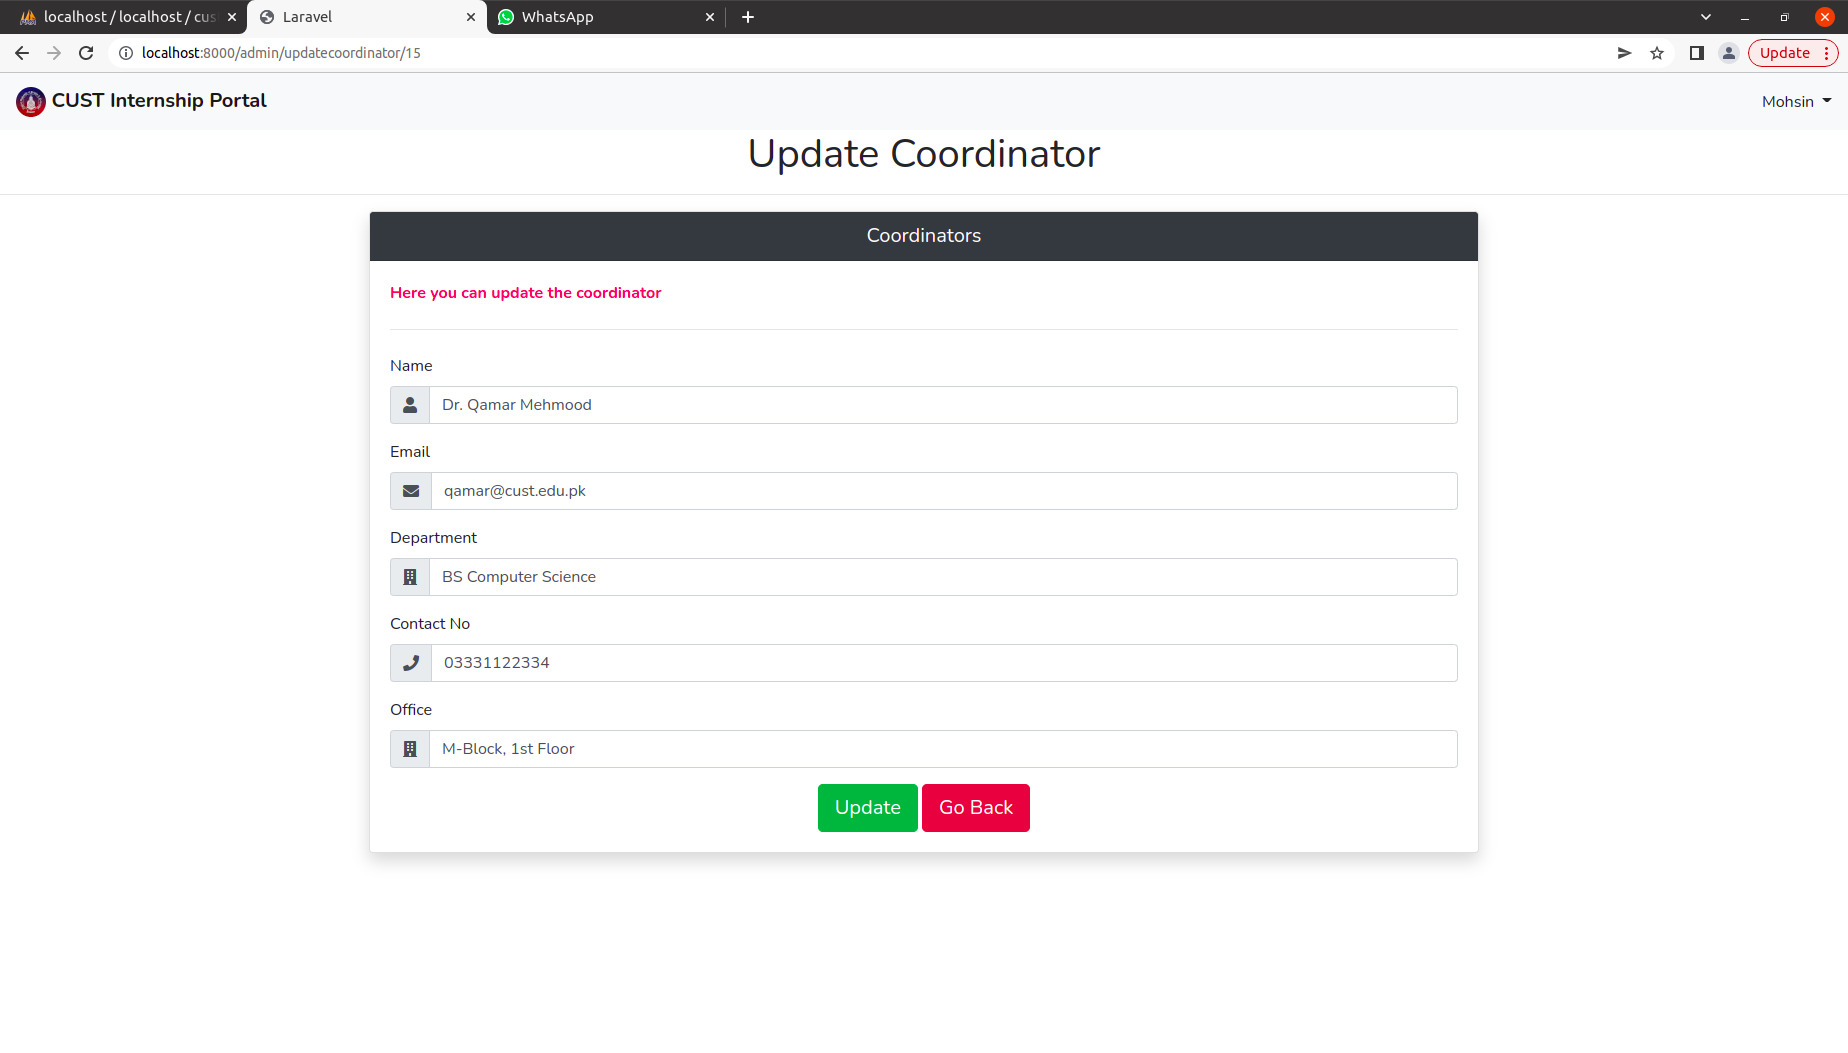 localhost / localhost / cus
Laravel
WhatsApp
localhost:8000/admin/updatecoordinator/15
Update
CUST Internship Portal
Mohsin
Update Coordinator
Coordinators
Here you can update the coordinator
Name
Dr. Qamar Mehmood
Email
qamar@cust.edu.pk
Department
BS Computer Science
Contact No
03331122334
Office
M-Block, 1st Floor
Update Go Back